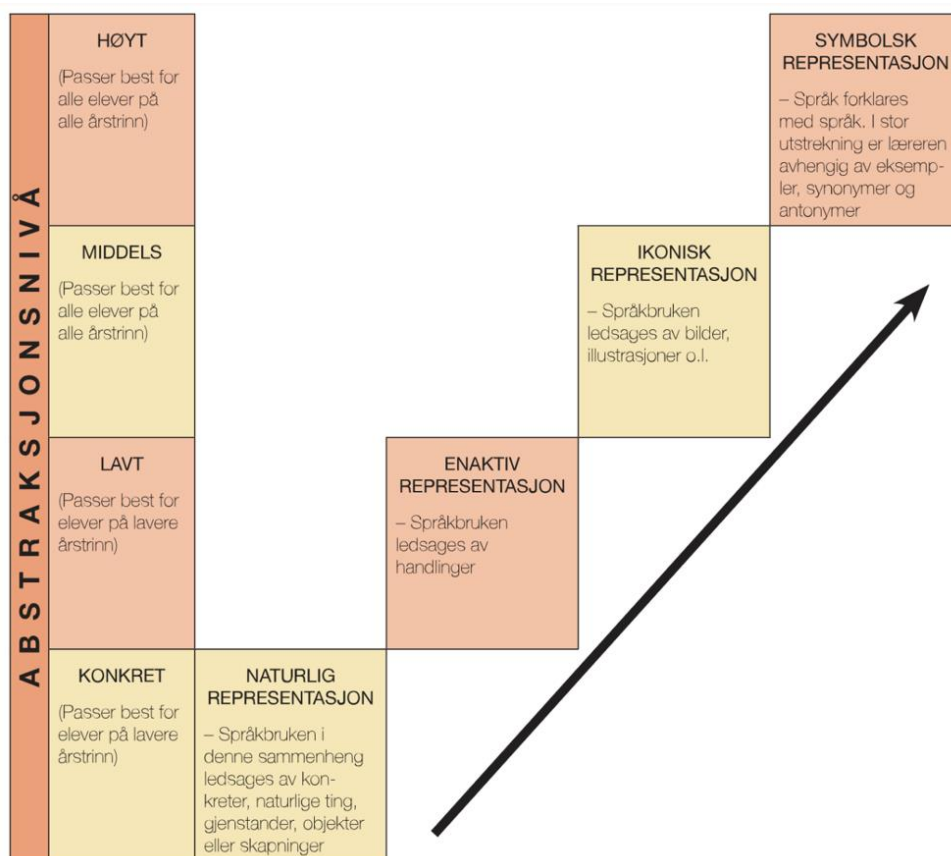 ABSTRAKSJONSNIVÅ
HØYT
(Passer best for
alle elever på
alle årstrinn)
SYMBOLSK
REPRESENTASJON
– Språk forklares
med språk. I stor
utstrekning er læreren
avhengig av eksemp-
ler, synonymer og
antonymer
MIDDELS
(Passer best for
alle elever på
alle årstrinn)
IKONISK
REPRESENTASJON
– Språkbruken
ledsages av bilder,
illustrasjoner o.l.
LAVT
(Passer best for
elever på lavere
årstrinn)
ENAKTIV
REPRESENTASJON
– Språkbruken
ledsages av
handlinger
KONKRET
(Passer best for
elever på lavere
årstrinn)
NATURLIG
REPRESENTASJON
– Språkbruken i
denne sammenheng
ledsages av kon-
kreter, naturlige ting,
gjenstander, objekter
eller skapninger